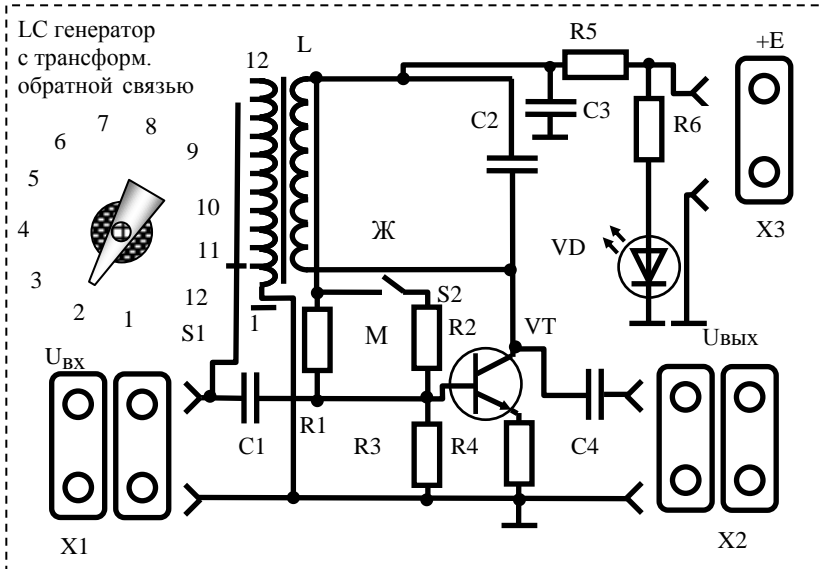 LC генератор
с трансформ.
обратной связью
12
L
R5
+E
7
8
C2
C3
R6
6
9
5
10
4
Ж
X3
11
VD
3
12
S2
2
1
1
М
R2
VT
S1
Uвых
Uвх
C1
R1
R3
R4
C4
X1
X2